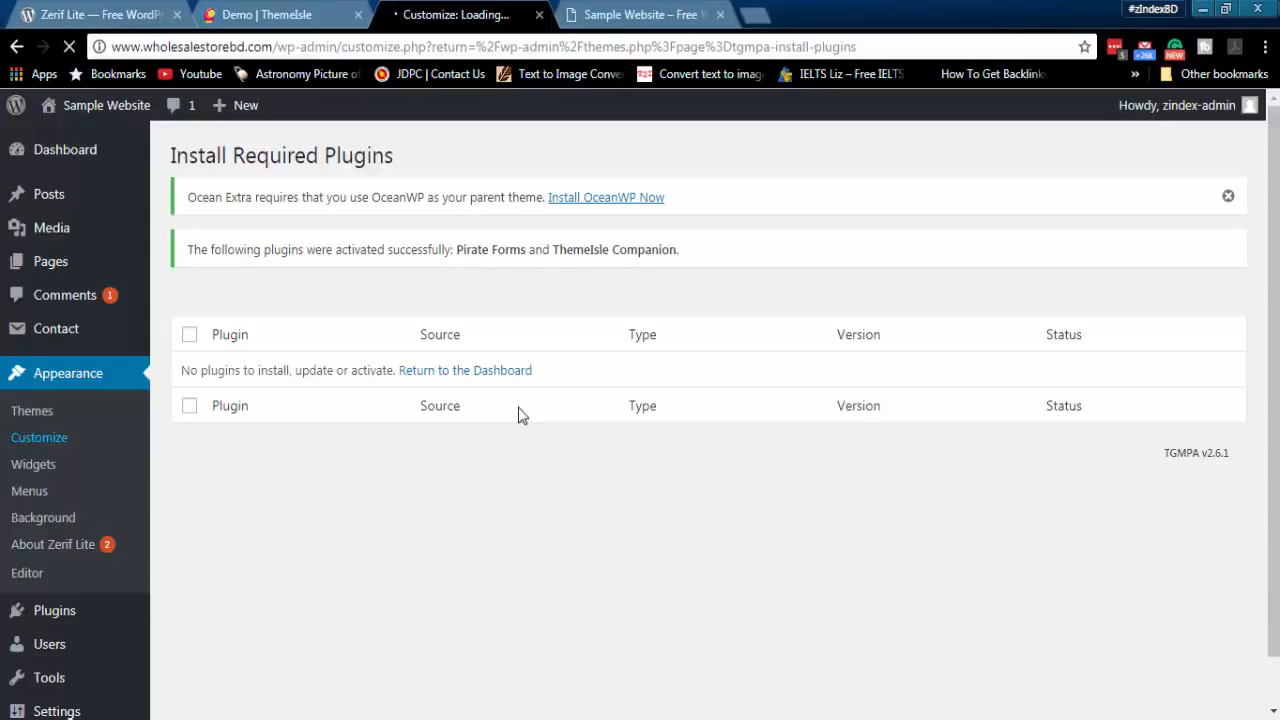 Zerif Lite — Free WordP
Demo | ThemeIsle
Customize: Loading...
Sample Website – Free W
#zIndexBD
www.wholesalestorebd.com/wp-admin/customize.php?return=%2Fwp-admin%2Fthemes.php%3Fpage%3Dtgmpa-install-plugins
5
+26K
NEW
Apps
Bookmarks
Youtube
Astronomy Picture of
JDPC | Contact Us
Text to Image Conve
Convert text to imag
IELTS Liz – Free IELTS
How To Get Backlink
»
Other bookmarks
Sample Website
1
New
Howdy, zindex-admin
Dashboard
Posts
Media
Pages
Comments 1
Contact
Appearance
Themes
Customize
Widgets
Menus
Background
About Zerif Lite 2
Editor
Plugins
Users
Tools
Settings
Install Required Plugins
Ocean Extra requires that you use OceanWP as your parent theme. Install OceanWP Now
The following plugins were activated successfully: Pirate Forms and ThemeIsle Companion.
Plugin Source Type Version Status
No plugins to install, update or activate. Return to the Dashboard
Plugin Source Type Version Status
TGMPA v2.6.1